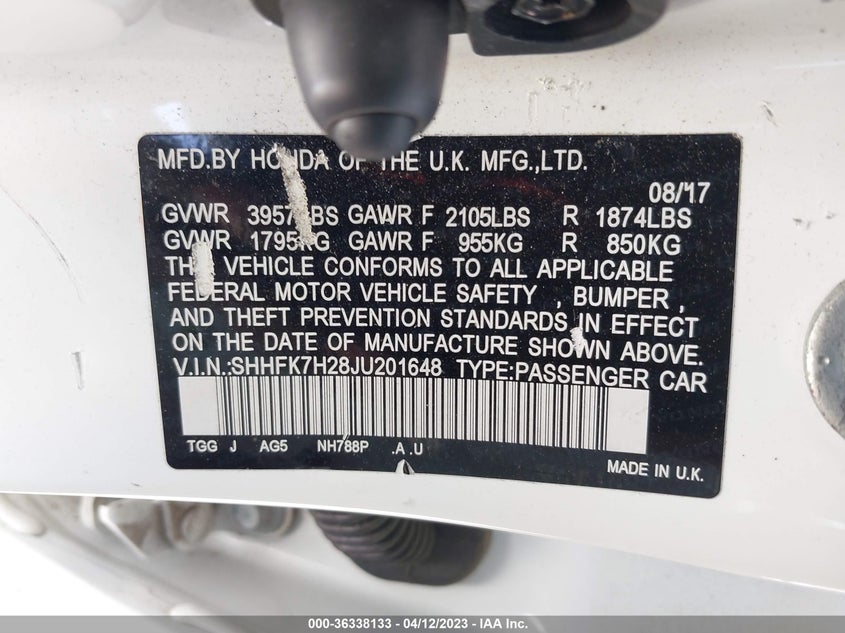 MFD.BY HONDA OF THE U.K. MFG.,LTD.
08/17
GVWR 3957LBS GAWR F 2105LBS R 1874LBS
GVWR 1795KG GAWR F 955KG R 850KG
THIS VEHICLE CONFORMS TO ALL APPLICABLE
FEDERAL MOTOR VEHICLE SAFETY , BUMPER ,
AND THEFT PREVENTION STANDARDS IN EFFECT
ON THE DATE OF MANUFACTURE SHOWN ABOVE.
V.I.N.:SHHFK7H28JU201648 TYPE:PASSENGER CAR
TGG J AG5 NH788P .A .U
MADE IN U.K.
000-36338133 - 04/12/2023 - IAA Inc.